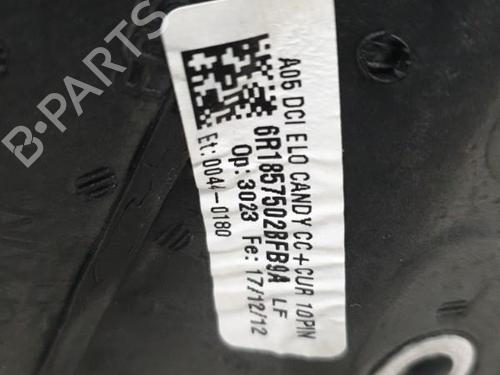 A05 DCI ELO CANDY CC+CUR 10PIN
6R1857502BFB9A LF
Op: 3023 Fe: 17/12/12
Et: 0044-0180
B-PARTS